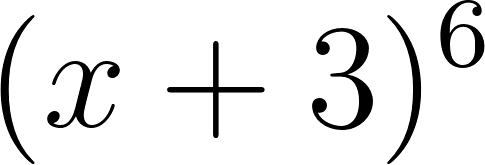 (x + 3)⁶